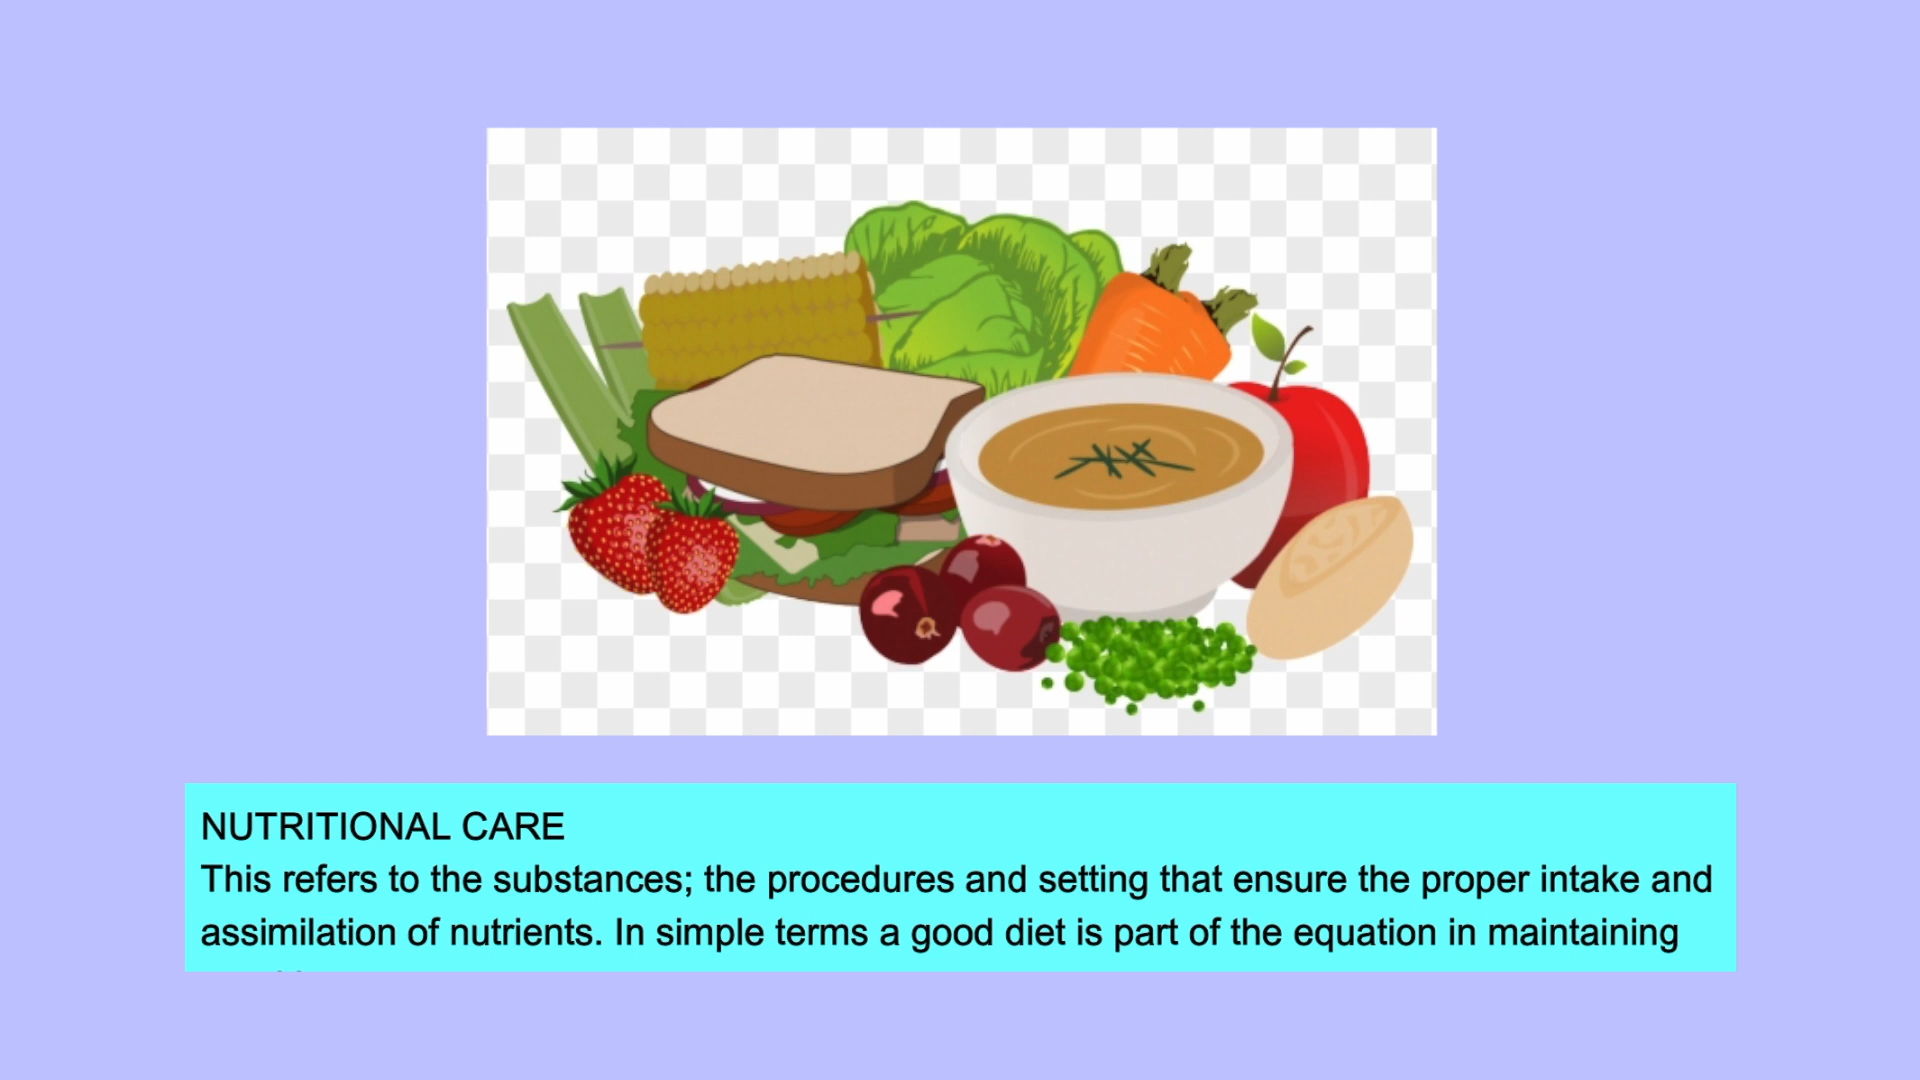 NUTRITIONAL CARE
This refers to the substances; the procedures and setting that ensure the proper intake and
assimilation of nutrients. In simple terms a good diet is part of the equation in maintaining